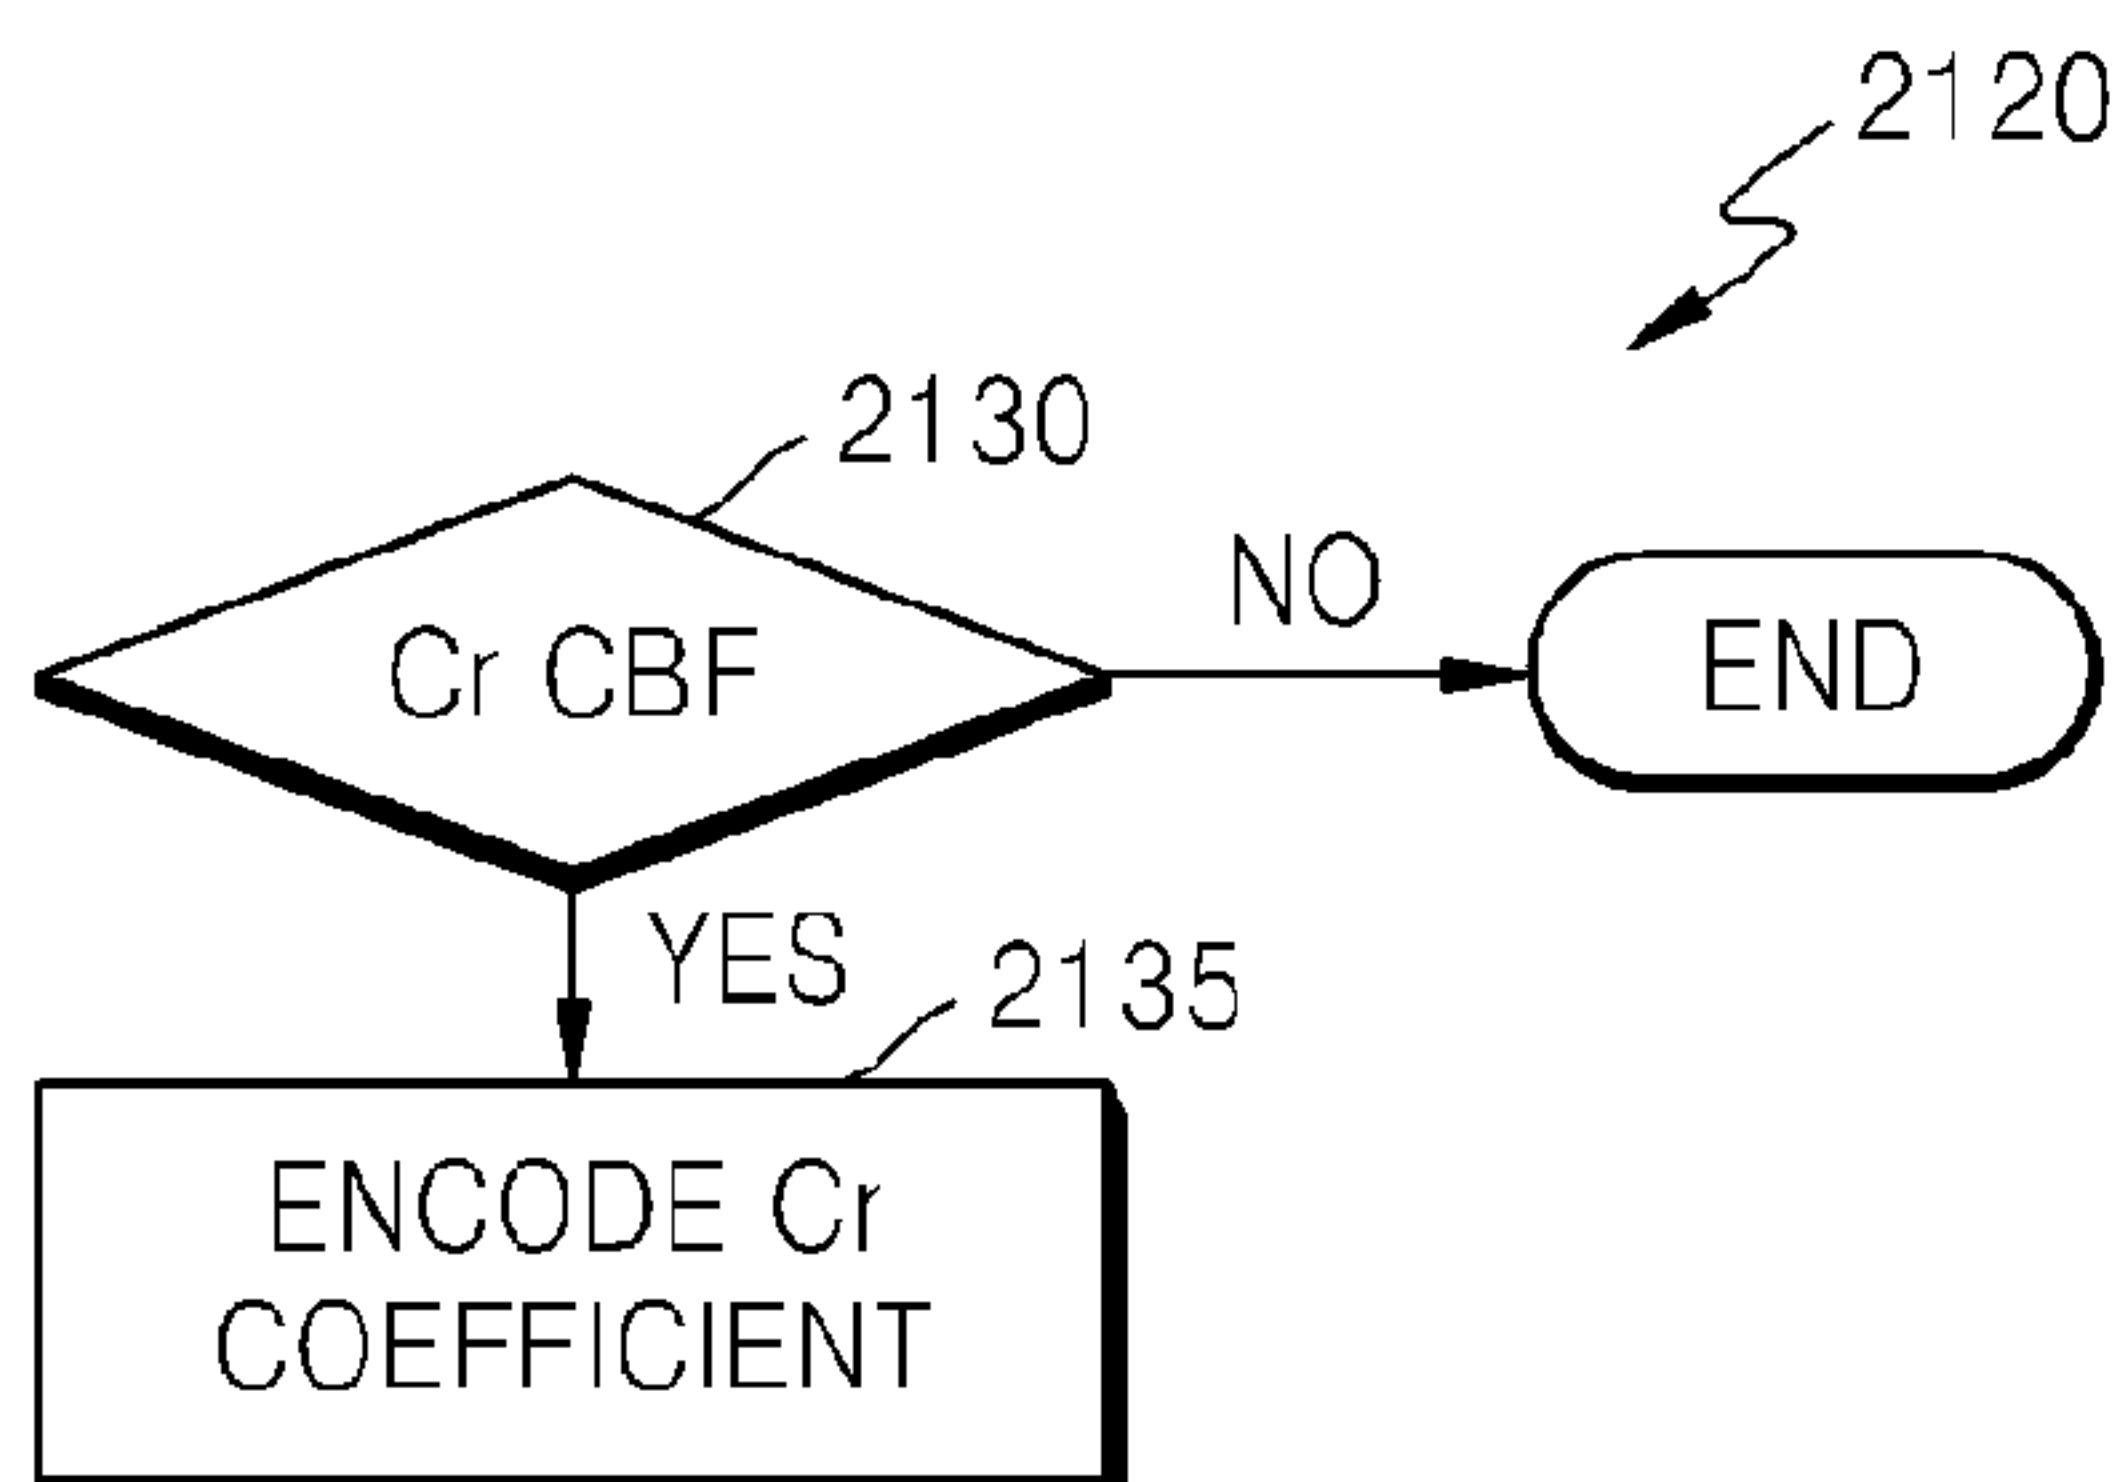 2120
2130
NO
Cr CBF
END
YES
2135
ENCODE Cr
COEFFICIENT